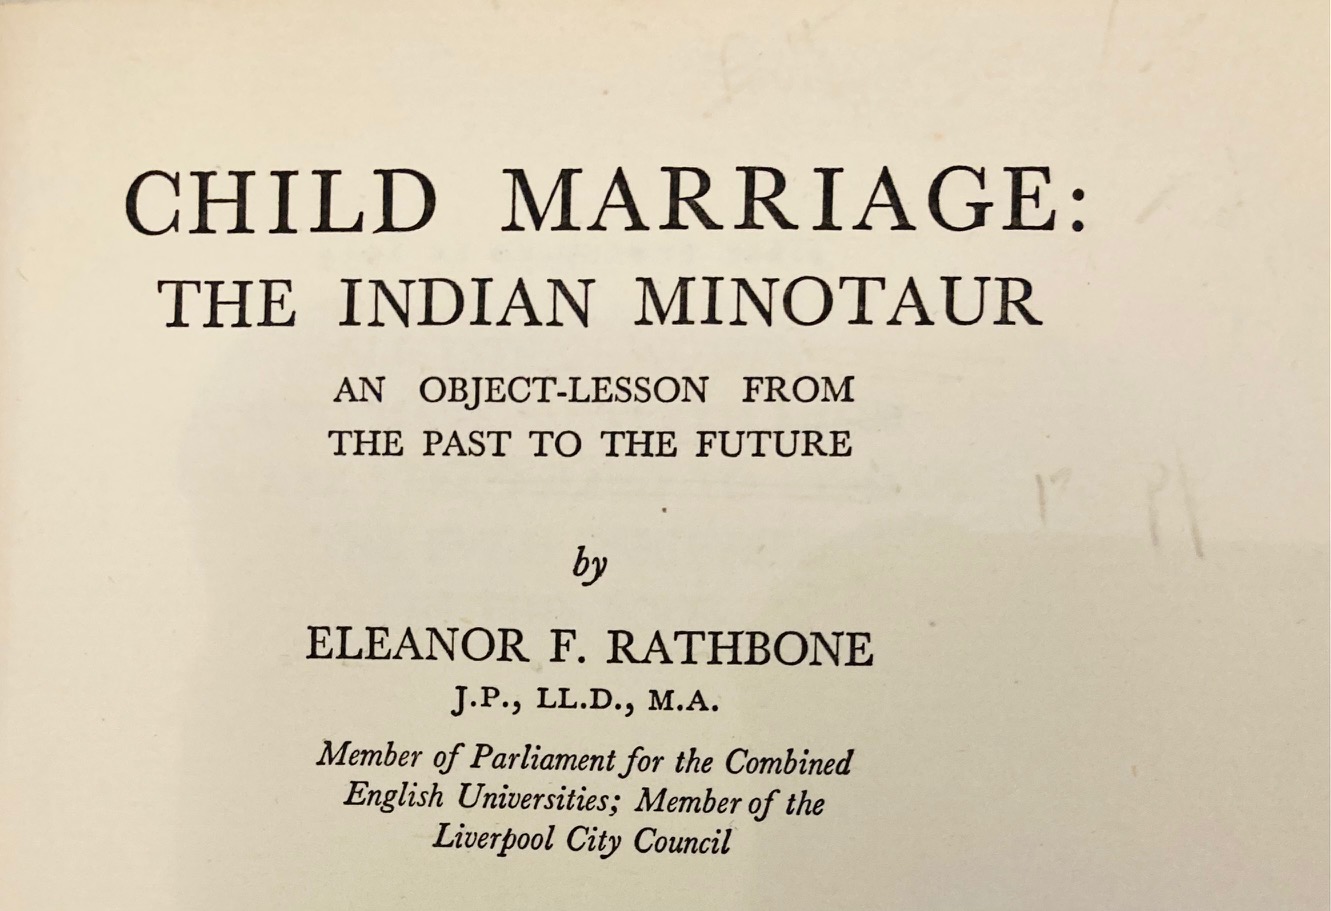 CHILD MARRIAGE:
THE INDIAN MINOTAUR
AN OBJECT-LESSON FROM
THE PAST TO THE FUTURE
by
ELEANOR F. RATHBONE
J.P., LL.D., M.A.
Member of Parliament for the Combined
English Universities; Member of the
Liverpool City Council